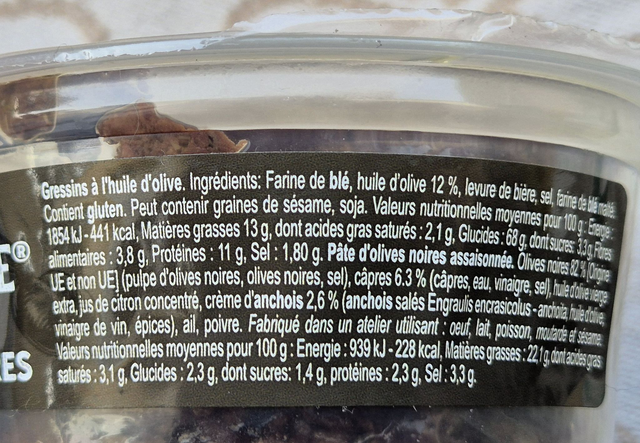 Gressins à l'huile d'olive. Ingrédients: Farine de blé, huile d'olive 12 %, levure de bière, sel, farine de blé malté.
Contient gluten. Peut contenir graines de sésame, soja. Valeurs nutritionnelles moyennes pour 100 g : Energie :
1854 kJ - 441 kcal, Matières grasses 13 g, dont acides gras saturés : 2,1 g, Glucides : 68 g, dont sucres: 3,3 g, Fibres
alimentaires : 3,8 g, Protéines : 11 g, Sel : 1,80 g. Pâte d'olives noires assaisonnée. Olives noires 82 % [Origine
UE et non UE] (pulpe d'olives noires, olives noires, sel), câpres 6.3 % (câpres, eau, vinaigre, sel), huile d'olive vierge
E® extra, jus de citron concentré, crème d'anchois 2,6 % (anchois salés Engraulis encrasicolus - anchoita, huile d'olive,
vinaigre de vin, épices), ail, poivre. Fabriqué dans un atelier utilisant : oeuf, lait, poisson, moutarde et sésame.
RES Valeurs nutritionnelles moyennes pour 100 g : Energie : 939 kJ - 228 kcal, Matières grasses : 22,1 g, dont acides gras
saturés : 3,1 g, Glucides : 2,3 g, dont sucres: 1,4 g, protéines : 2,3 g, Sel : 3,3 g.